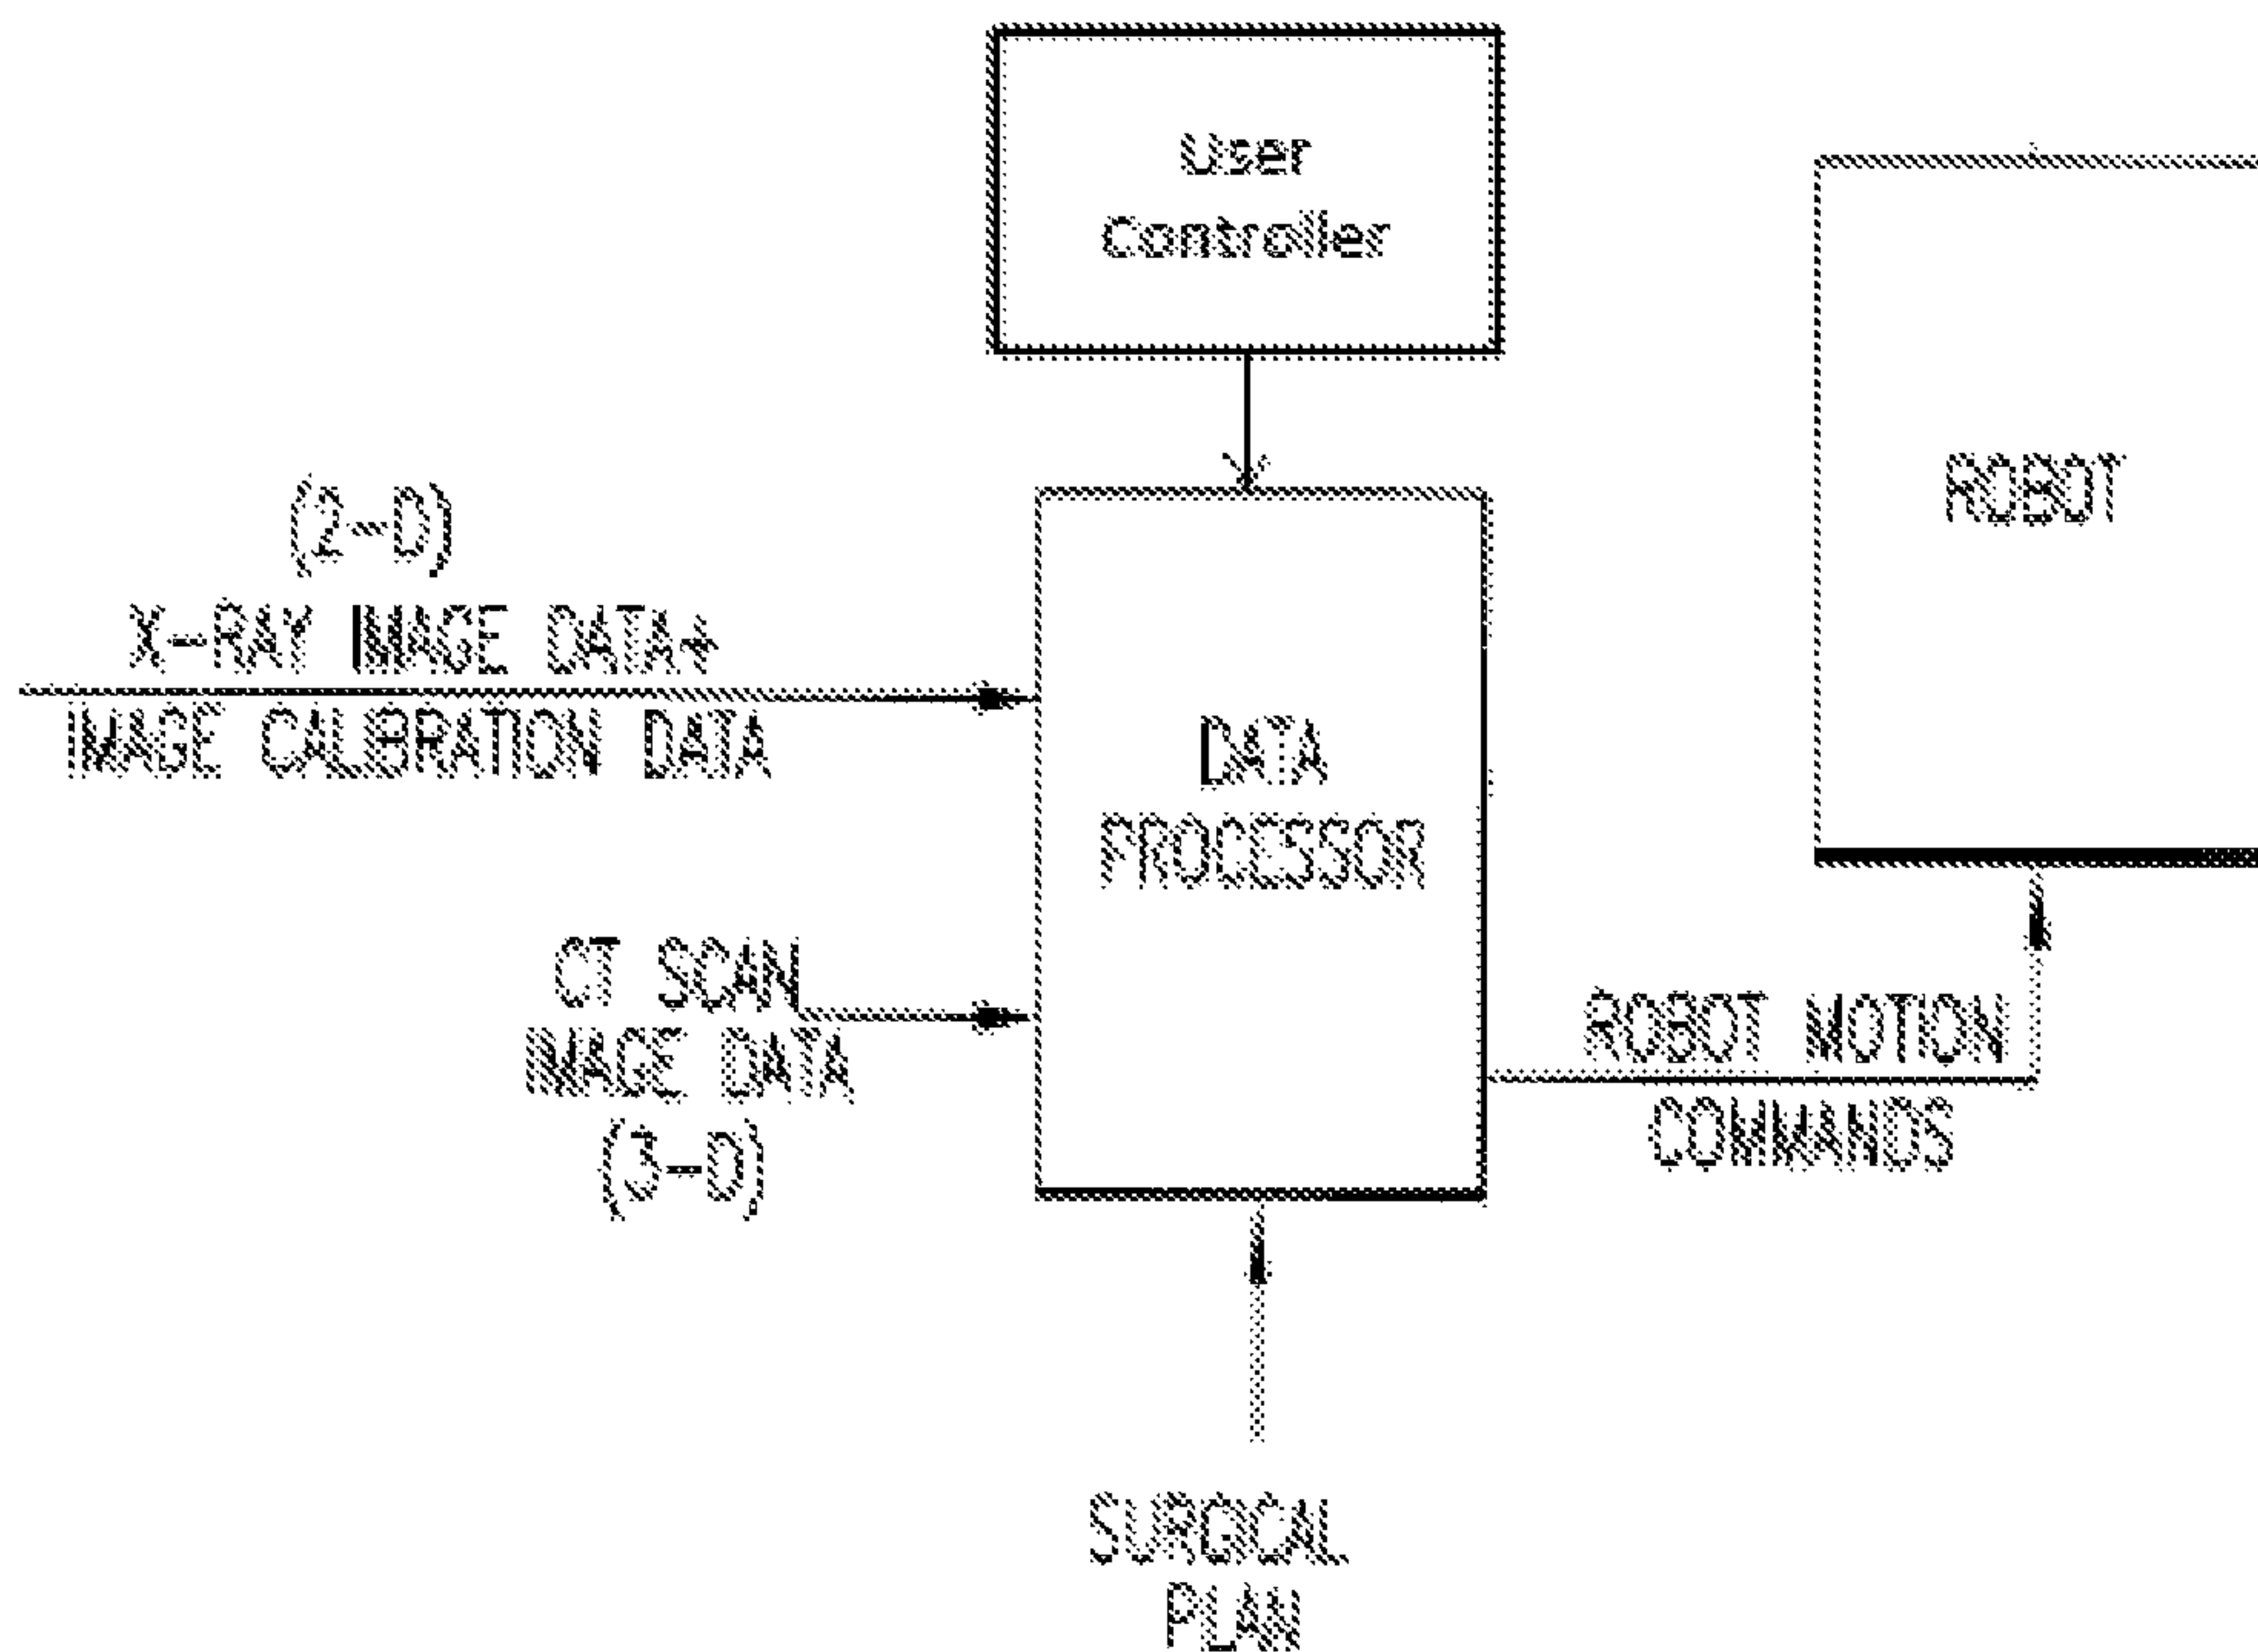 User
Controller
ROBOT
(2-D)
X-RAY IMAGE DATA+
IMAGE CALIBRATION DATA
DATA
PROCESSOR
CT SCAN
IMAGE DATA
(3-D)
ROBOT MOTION
COMMANDS
SURGICAL
PLAN